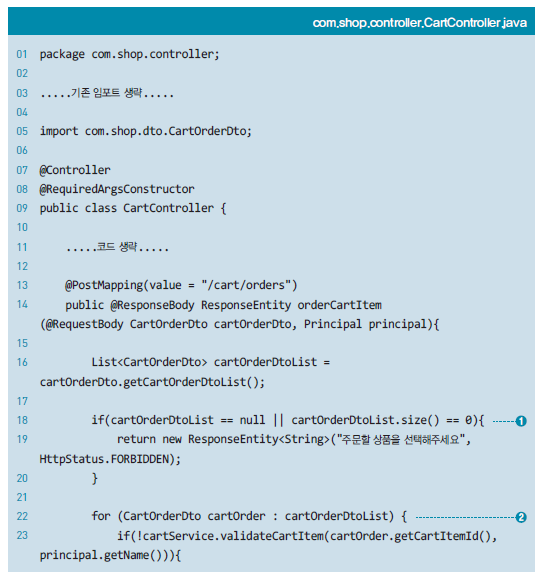 com.shop.controller.CartController.java
01 package com.shop.controller;
02
03 .....기존 임포트 생략.....
04
05 import com.shop.dto.CartOrderDto;
06
07 @Controller
08 @RequiredArgsConstructor
09 public class CartController {
10
11 .....코드 생략.....
12
13 @PostMapping(value = "/cart/orders")
14 public @ResponseBody ResponseEntity orderCartItem
(@RequestBody CartOrderDto cartOrderDto, Principal principal){
15
16 List<CartOrderDto> cartOrderDtoList =
cartOrderDto.getCartOrderDtoList();
17
18 if(cartOrderDtoList == null || cartOrderDtoList.size() == 0){ ❶
19 return new ResponseEntity<String>("주문할 상품을 선택해주세요",
HttpStatus.FORBIDDEN);
20 }
21
22 for (CartOrderDto cartOrder : cartOrderDtoList) { ❷
23 if(!cartService.validateCartItem(cartOrder.getCartItemId(),
principal.getName())){